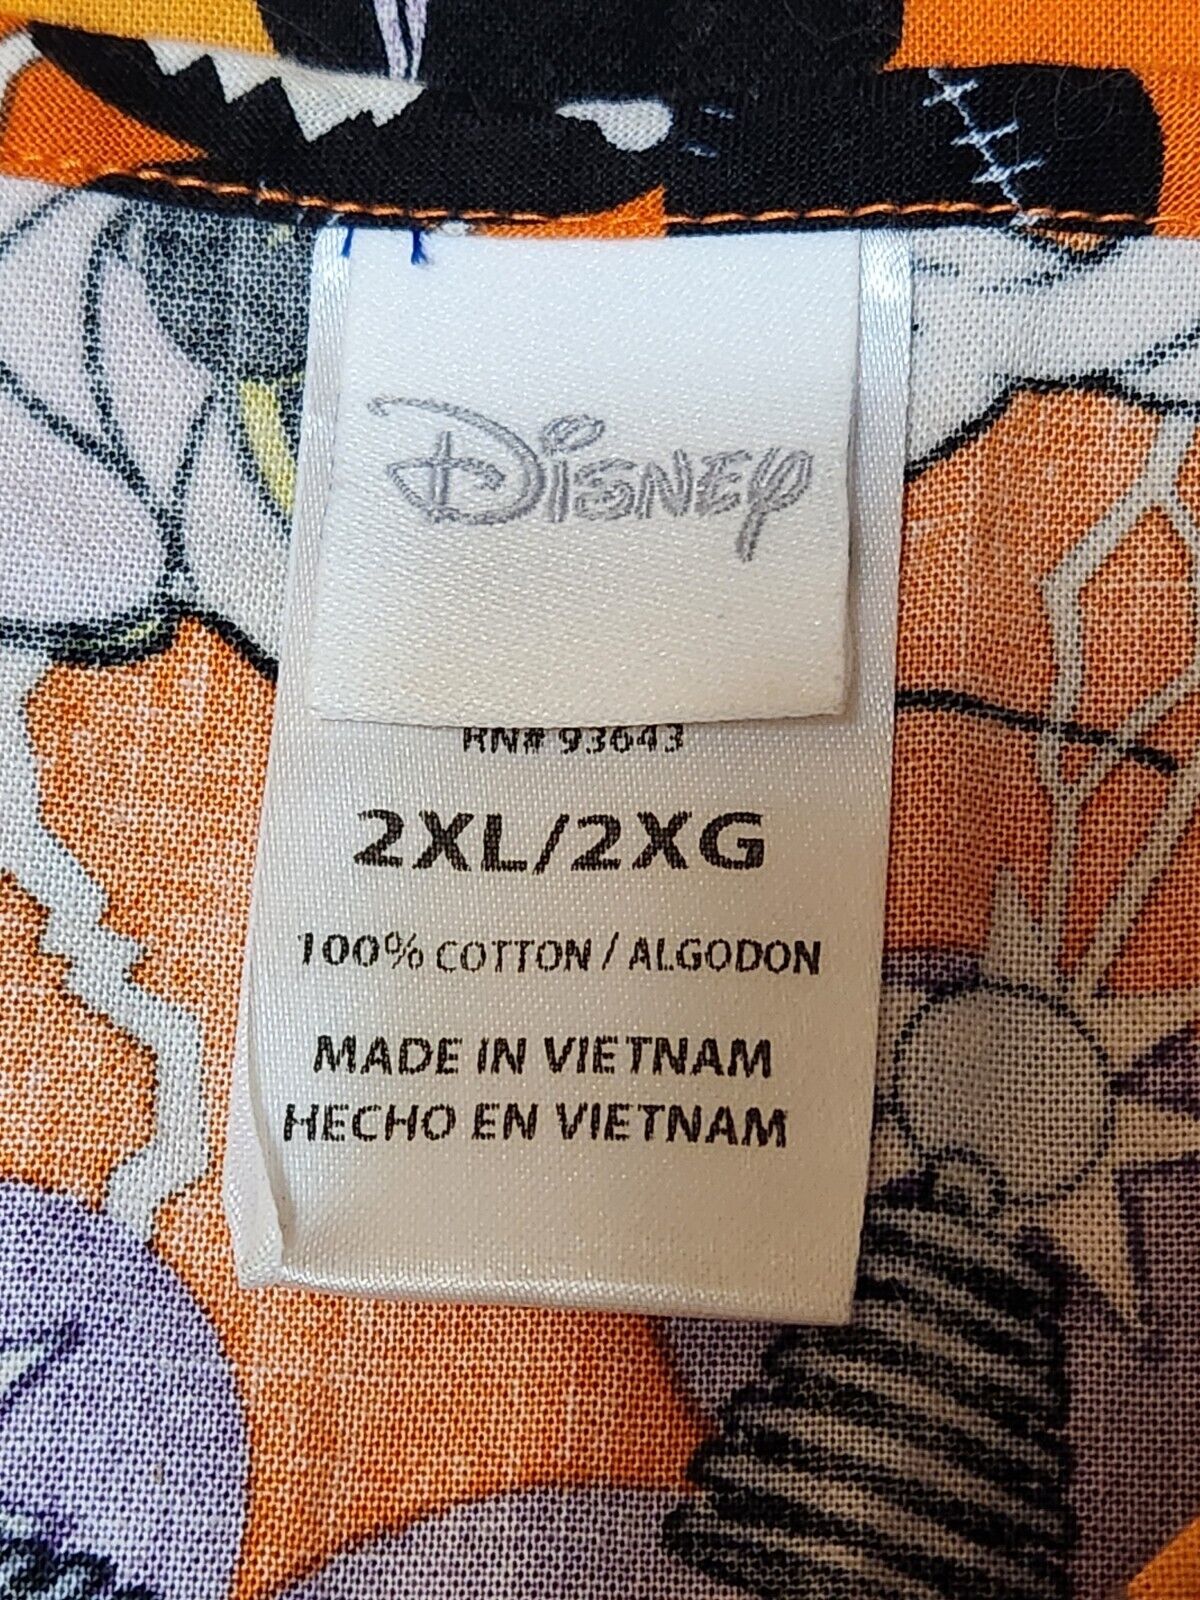 Disney
RN# 93643
2XL/2XG
100% COTTON / ALGODON
MADE IN VIETNAM
HECHO EN VIETNAM